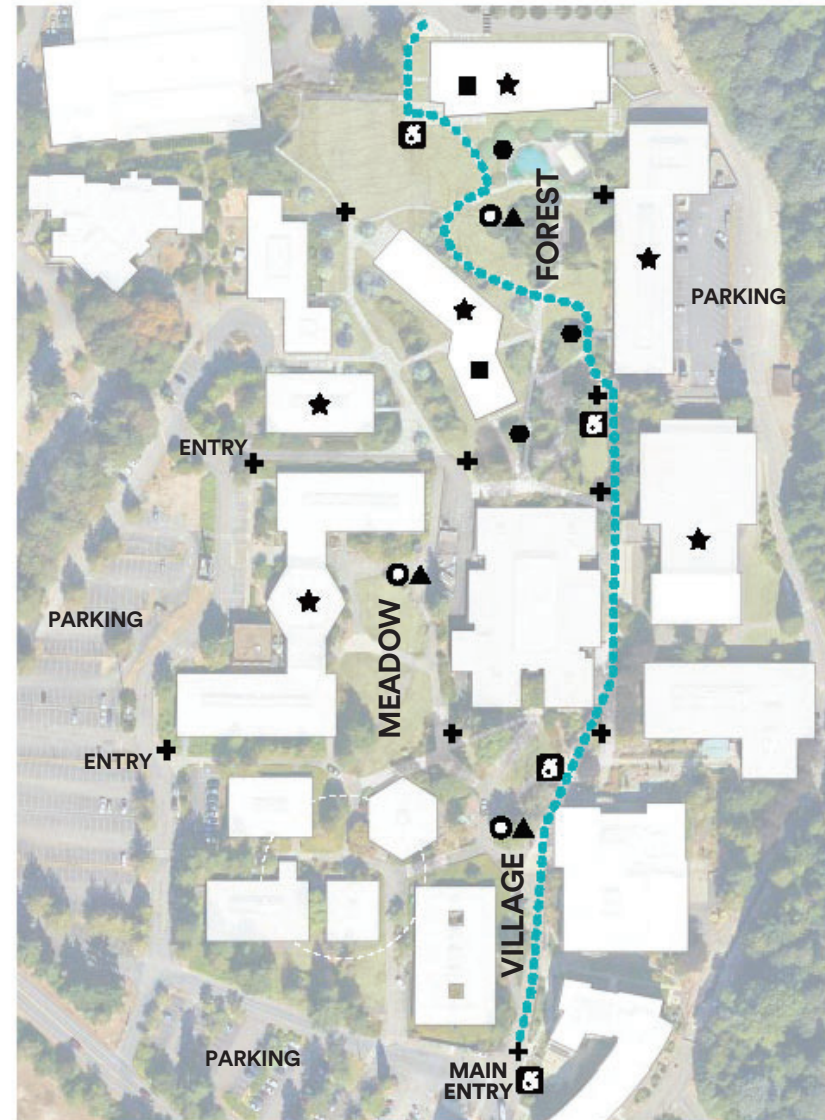 FOREST
PARKING
ENTRY
PARKING
MEADOW
ENTRY
VILLAGE
PARKING
MAIN
ENTRY